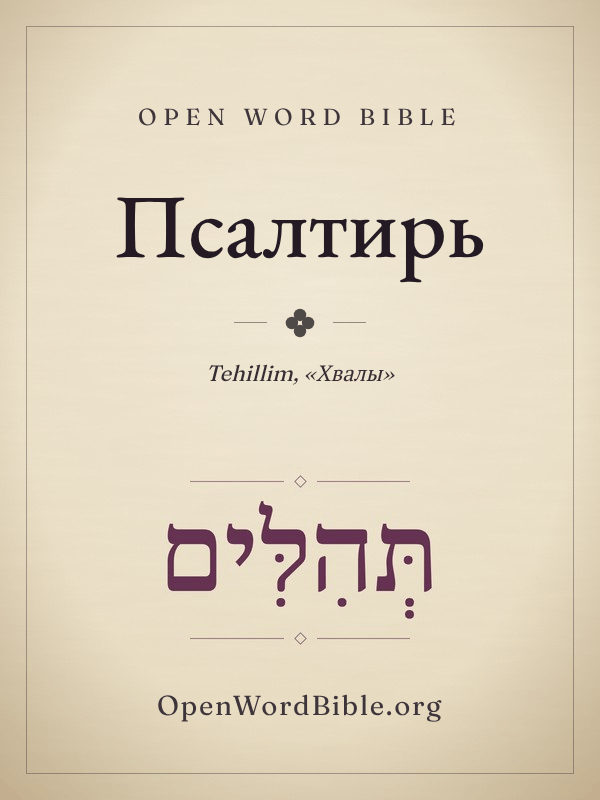 OPEN WORD BIBLE
Псалтирь
Tehillim, «Хвалы»
תְּהִלִּים
OpenWordBible.org